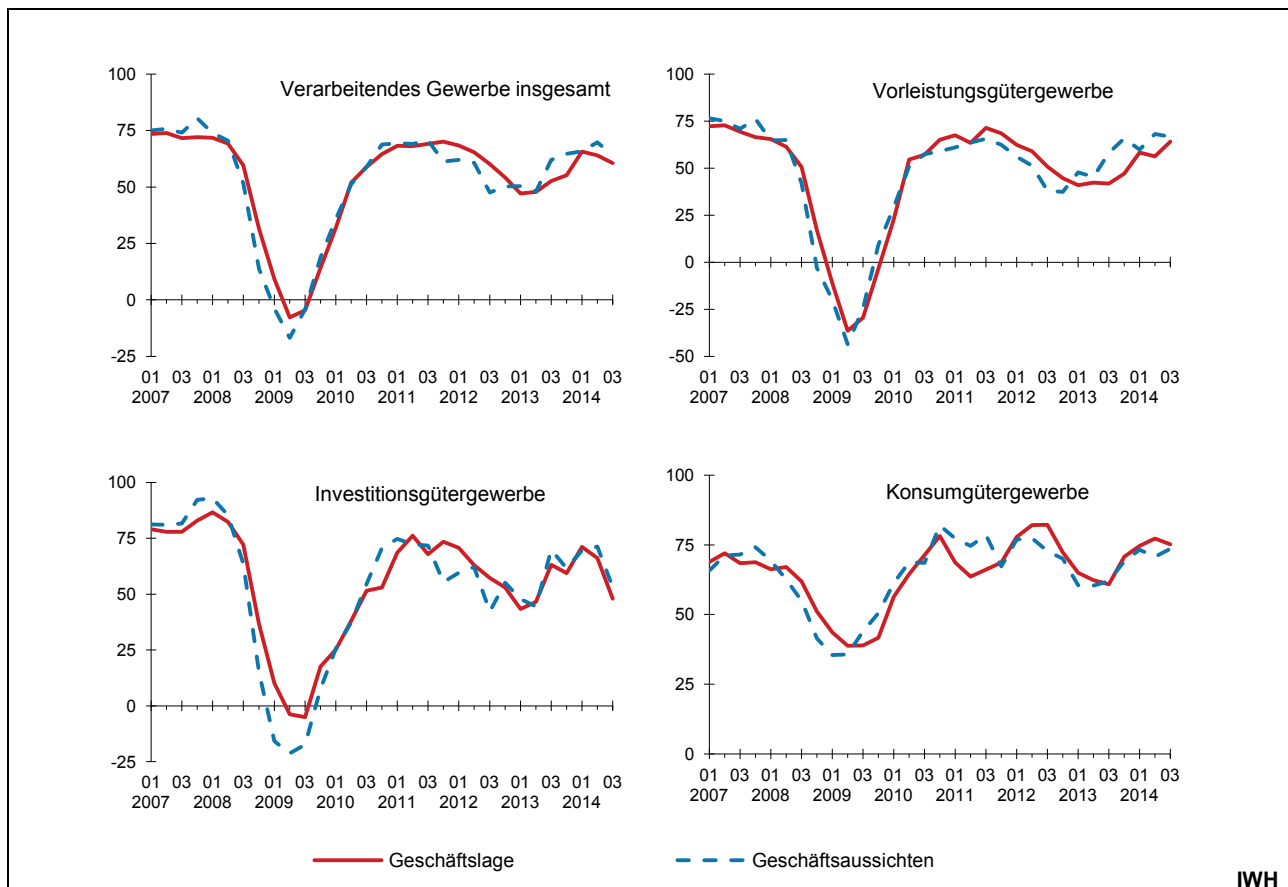 Verarbeitendes Gewerbe insgesamt
100
75
50
25
0
-25
01 03 01 03 01 03 01 03 01 03 01 03 01 03 01 03
2007 2008 2009 2010 2011 2012 2013 2014
Vorleistungsgütergewerbe
100
75
50
25
0
-25
-50
01 03 01 03 01 03 01 03 01 03 01 03 01 03 01 03
2007 2008 2009 2010 2011 2012 2013 2014
Investitionsgütergewerbe
100
75
50
25
0
-25
01 03 01 03 01 03 01 03 01 03 01 03 01 03 01 03
2007 2008 2009 2010 2011 2012 2013 2014
Konsumgütergewerbe
100
75
50
25
0
01 03 01 03 01 03 01 03 01 03 01 03 01 03 01 03
2007 2008 2009 2010 2011 2012 2013 2014
Geschäftslage Geschäftsaussichten
IWH